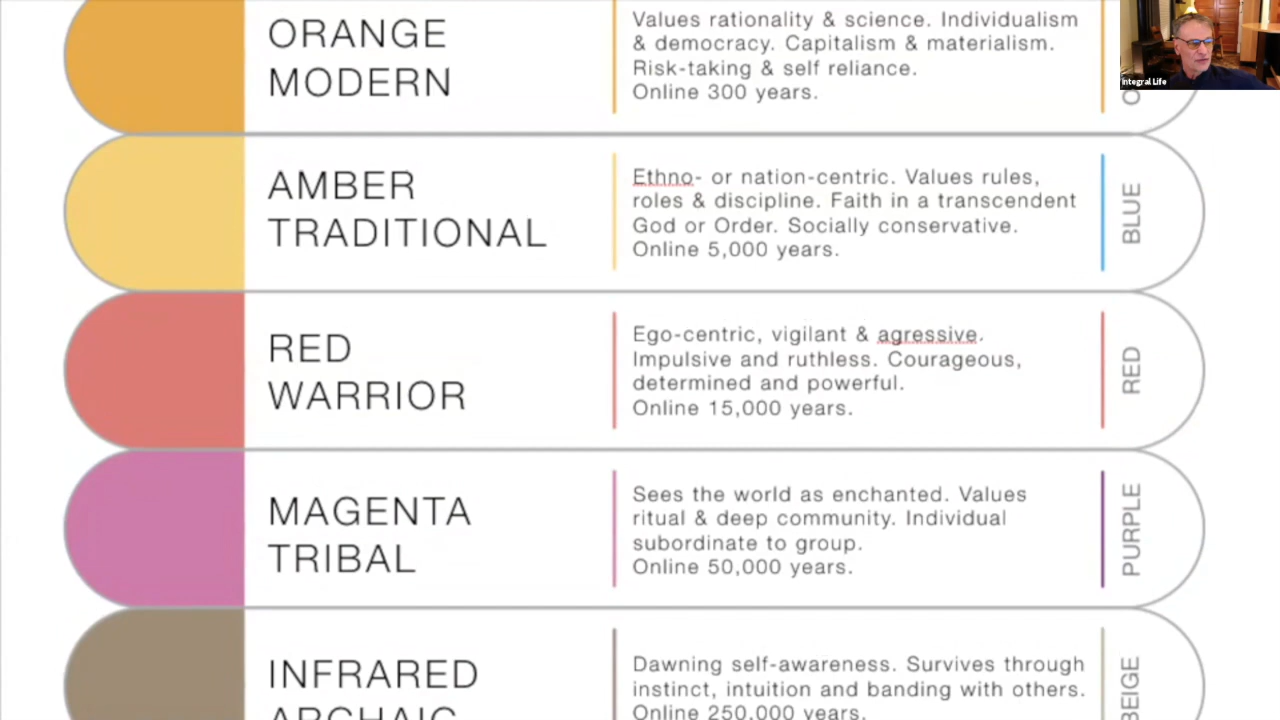 ORANGE
MODERN
Values rationality & science. Individualism
& democracy. Capitalism & materialism.
Risk-taking & self reliance.
Online 300 years.
Integral Life
AMBER
TRADITIONAL
Ethno- or nation-centric. Values rules,
roles & discipline. Faith in a transcendent
God or Order. Socially conservative.
Online 5,000 years.
BLUE
RED
WARRIOR
Ego-centric, vigilant & agressive.
Impulsive and ruthless. Courageous,
determined and powerful.
Online 15,000 years.
RED
MAGENTA
TRIBAL
Sees the world as enchanted. Values
ritual & deep community. Individual
subordinate to group.
Online 50,000 years.
PURPLE
INFRARED
ARCHAIC
Dawning self-awareness. Survives through
instinct, intuition and banding with others.
Online 250,000 years.
BEIGE